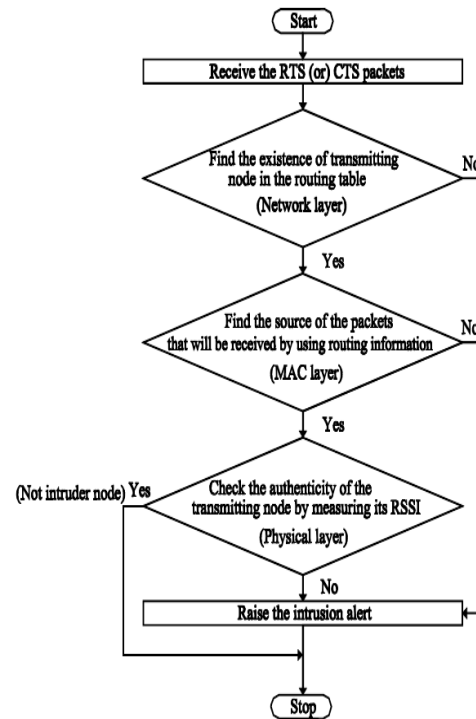 Start
Receive the RTS (or) CTS packets
Find the existence of transmitting
node in the routing table
(Network layer)
No
Yes
Find the source of the packets
that will be received by using routing information
(MAC layer)
No
Yes
(Not intruder node) Yes
Check the authenticity of the
transmitting node by measuring its RSSI
(Physical layer)
No
Raise the intrusion alert
Stop